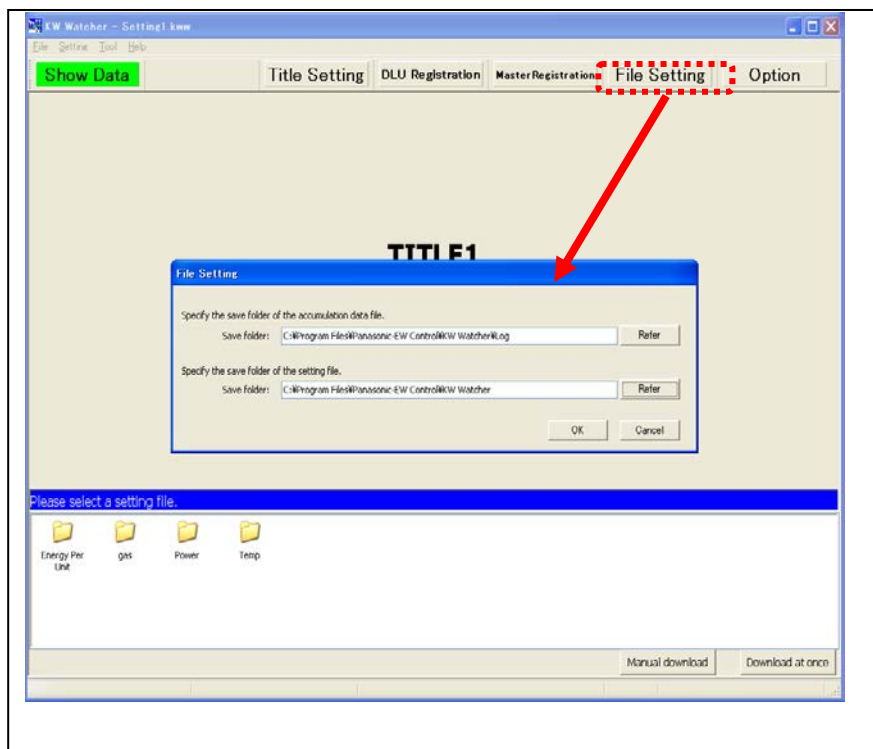 KW Watcher - Setting1.kww
File Setting Tool Help
Show Data Title Setting DLU Registration MasterRegistration File Setting Option
TITLE1
File Setting
Specify the save folder of the accumulation data file.
Save folder: C:¥Program Files¥Panasonic-EW Control¥KW Watcher¥Log Refer
Specify the save folder of the setting file.
Save folder: C:¥Program Files¥Panasonic-EW Control¥KW Watcher Refer
OK Cancel
Please select a setting file.
Energy Per Unit gas Power Temp
Manual download Download at once